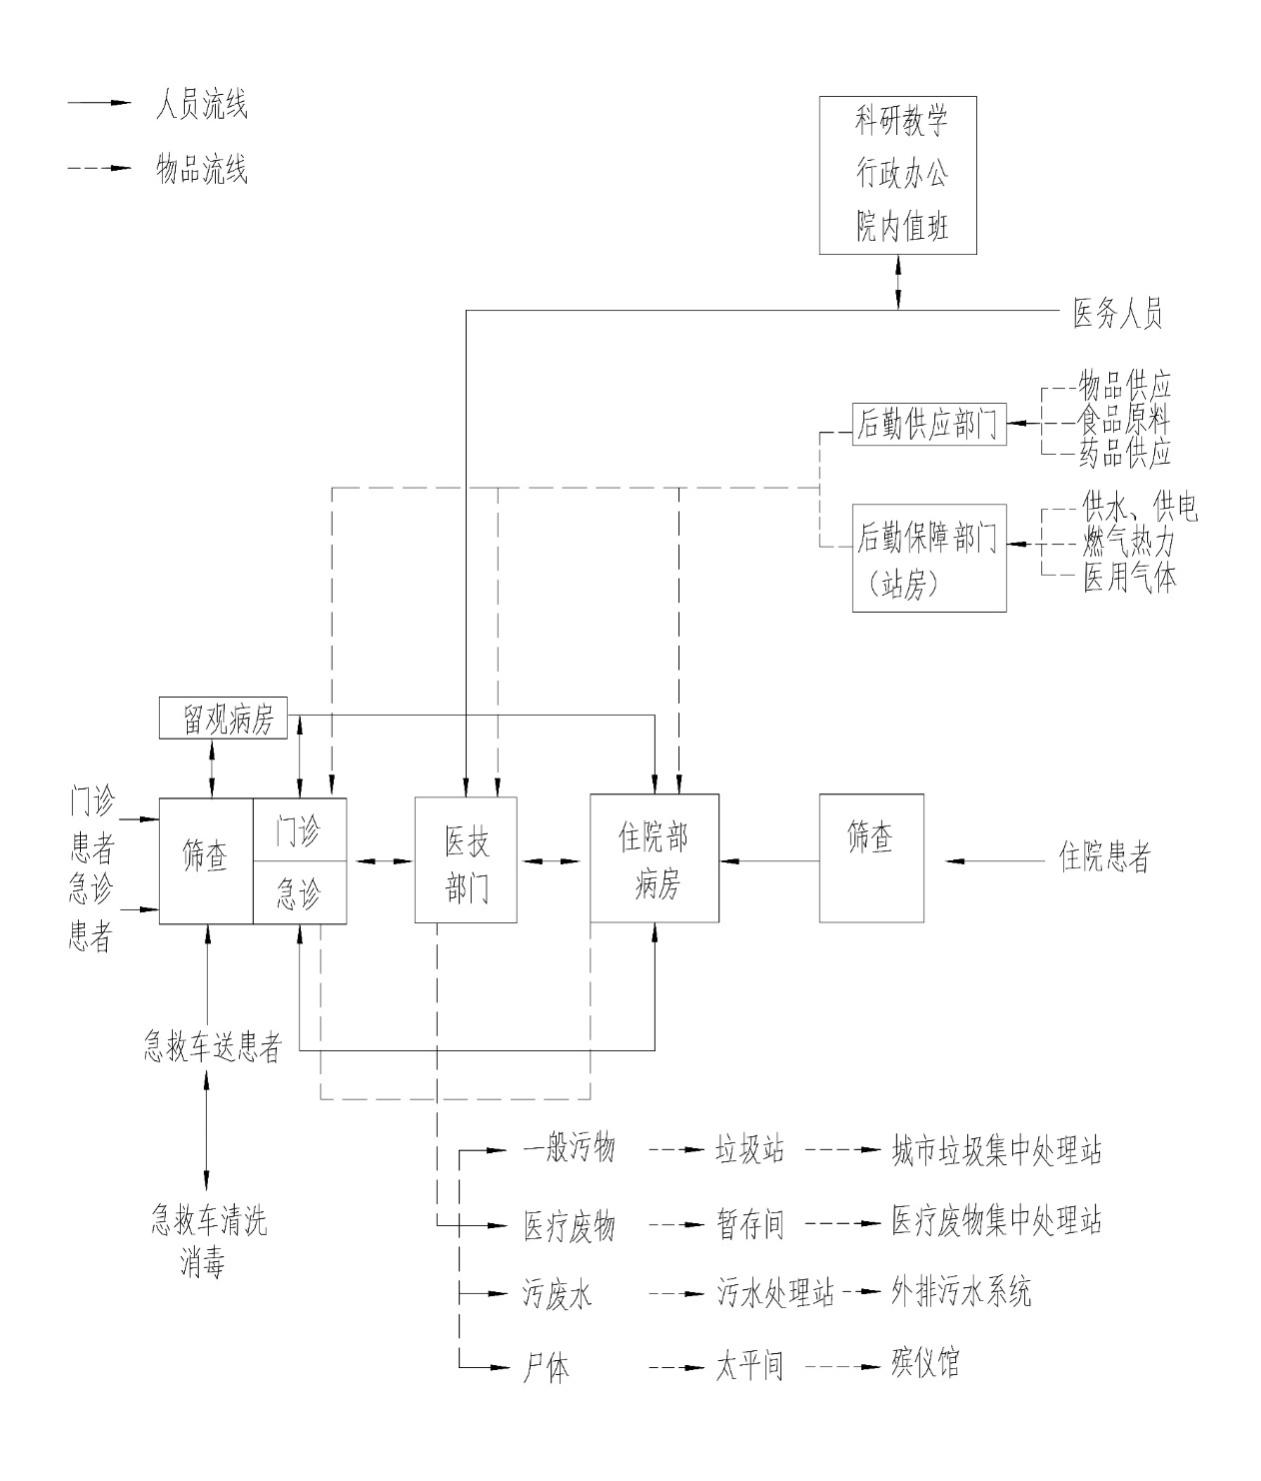 人员流线
物品流线
科研教学
行政办公
院内值班
医务人员
物品供应
食品原料
药品供应
后勤供应部门
供水、供电
燃气热力
医用气体
后勤保障部门
（站房）
留观病房
门诊
患者
急诊
患者
筛查
门诊
急诊
医技
部门
住院部
病房
筛查
住院患者
急救车送患者
急救车清洗
消毒
一般污物
垃圾站
城市垃圾集中处理站
医疗废物
暂存间
医疗废物集中处理站
污废水
污水处理站
外排污水系统
尸体
太平间
殡仪馆